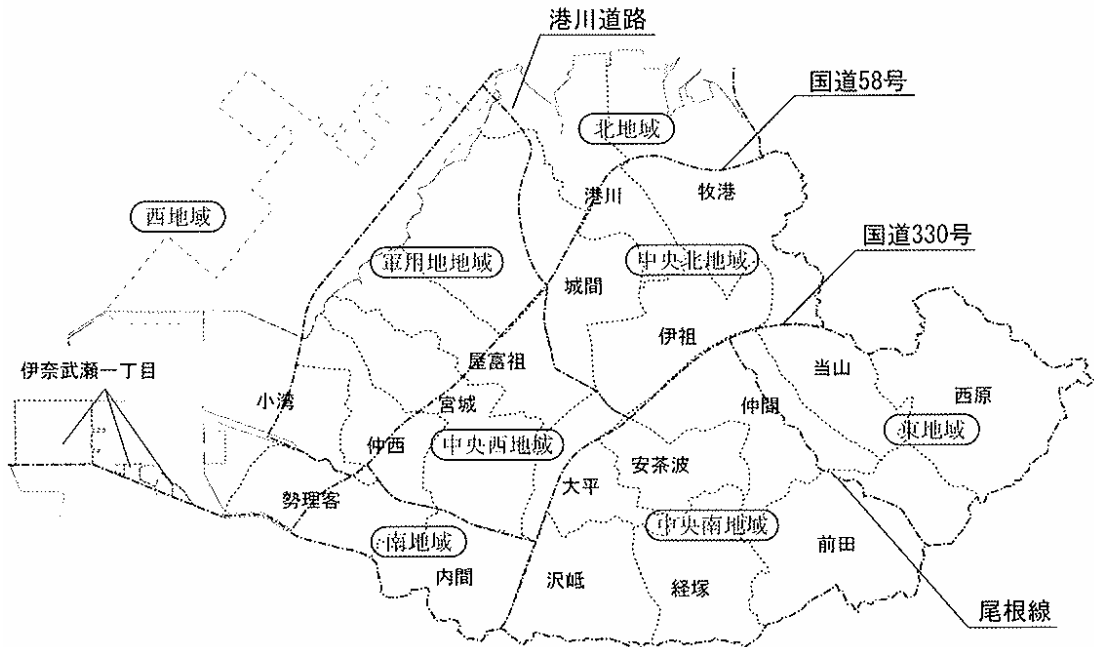 港川道路
国道58号
北地域
港川
牧港
西地域
国道330号
軍用地地域
中央北地域
城間
伊祖
屋富祖
当山
伊奈武瀬一丁目
小湾
宮城
仲間
西原
仲西
中央西地域
東地域
安茶波
大平
勢理客
中央南地域
南地域
前田
内間
沢岻
経塚
尾根線